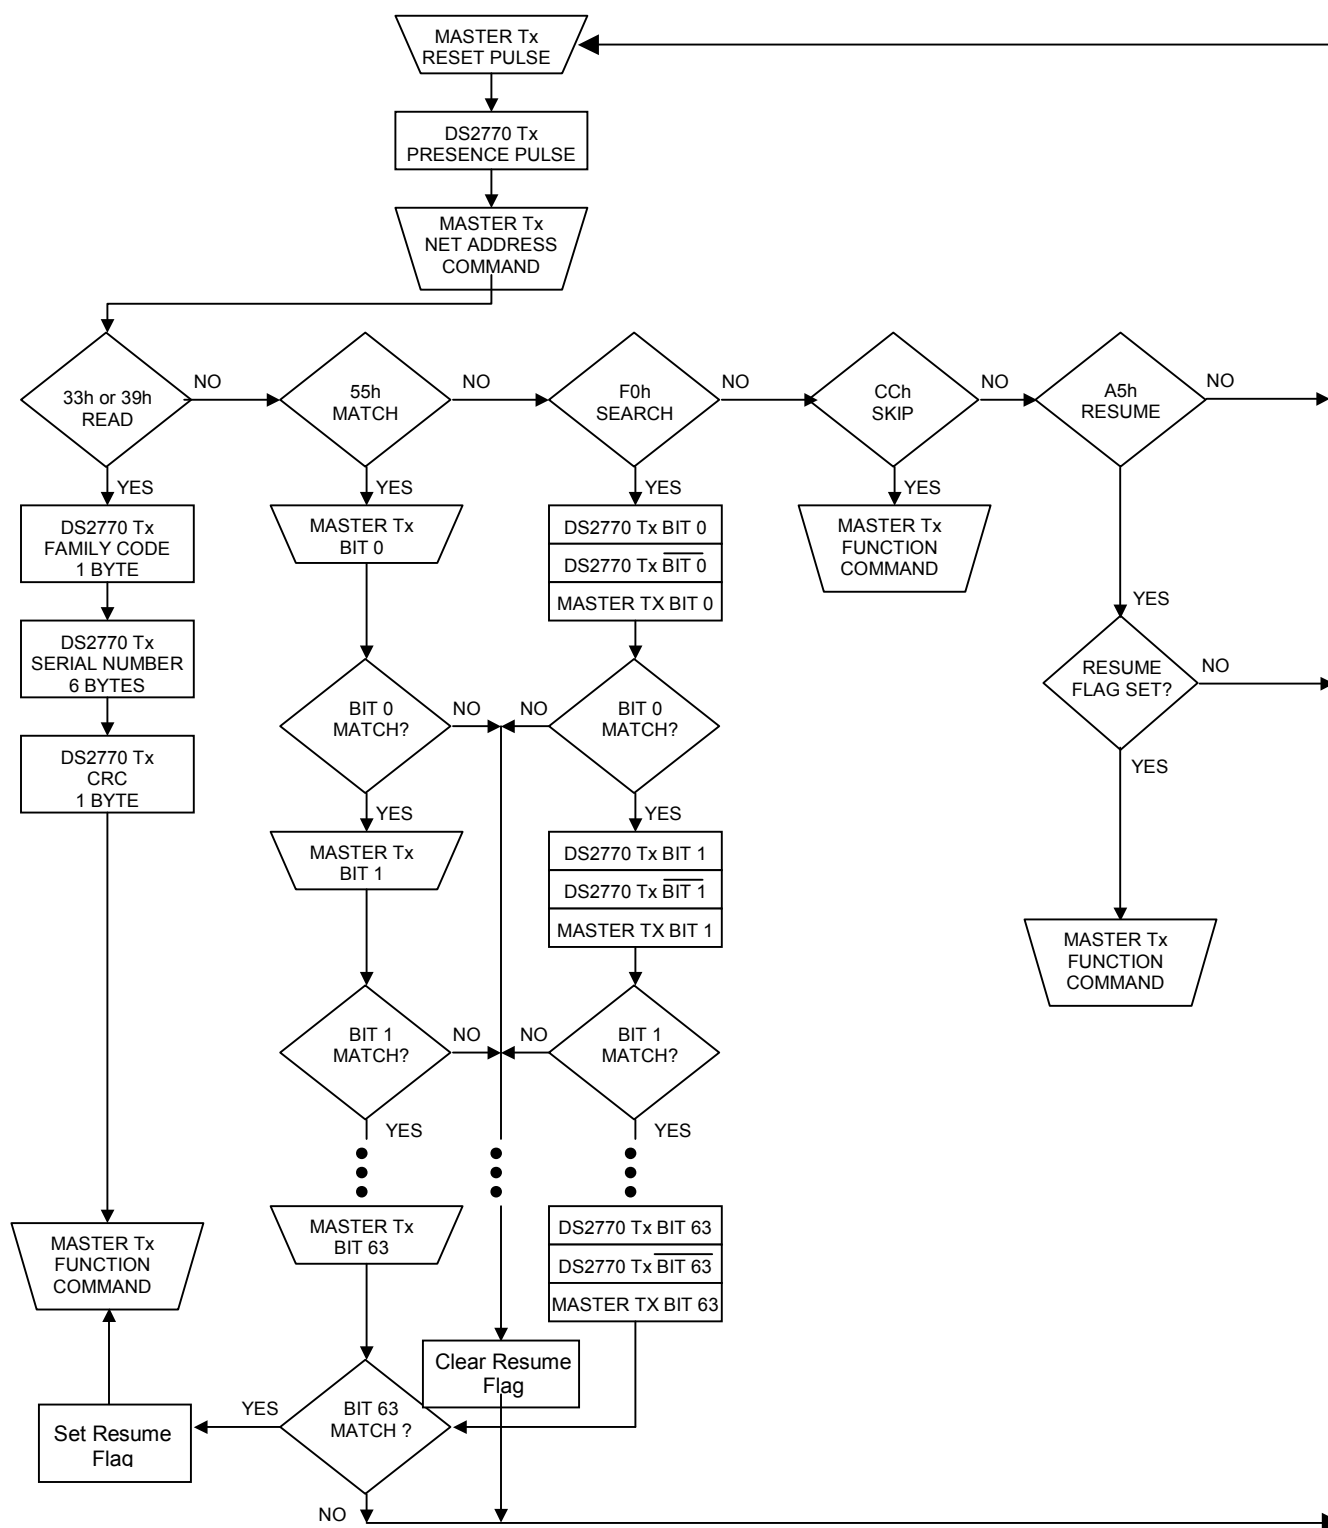 MASTER Tx
RESET PULSE
DS2770 Tx
PRESENCE PULSE
MASTER Tx
NET ADDRESS
COMMAND
33h or 39h
READ
NO
55h
MATCH
NO
F0h
SEARCH
NO
CCh
SKIP
NO
A5h
RESUME
NO
YES
YES
YES
YES
YES
DS2770 Tx
FAMILY CODE
1 BYTE
DS2770 Tx
SERIAL NUMBER
6 BYTES
DS2770 Tx
CRC
1 BYTE
MASTER Tx
FUNCTION
COMMAND
Set Resume
Flag
MASTER Tx
BIT 0
BIT 0
MATCH?
NO
YES
MASTER Tx
BIT 1
BIT 1
MATCH?
NO
YES
MASTER Tx
BIT 63
BIT 63
MATCH ?
YES
NO
Clear Resume
Flag
DS2770 Tx BIT 0
DS2770 Tx BIT 0
MASTER TX BIT 0
NO
BIT 0
MATCH?
YES
DS2770 Tx BIT 1
DS2770 Tx BIT 1
MASTER TX BIT 1
NO
BIT 1
MATCH?
YES
DS2770 Tx BIT 63
DS2770 Tx BIT 63
MASTER TX BIT 63
MASTER Tx
FUNCTION
COMMAND
RESUME
FLAG SET?
NO
YES
MASTER Tx
FUNCTION
COMMAND